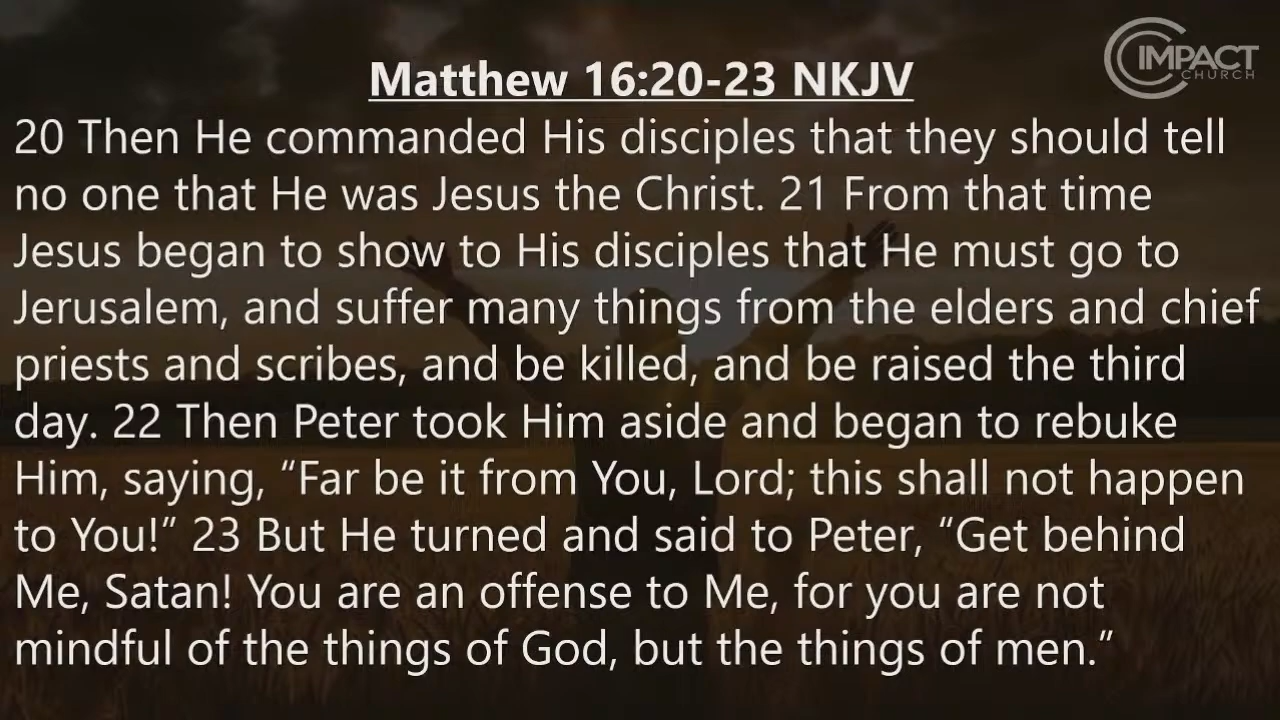 IMPACT
CHURCH
Matthew 16:20-23 NKJV
20 Then He commanded His disciples that they should tell
no one that He was Jesus the Christ. 21 From that time
Jesus began to show to His disciples that He must go to
Jerusalem, and suffer many things from the elders and chief
priests and scribes, and be killed, and be raised the third
day. 22 Then Peter took Him aside and began to rebuke
Him, saying, “Far be it from You, Lord; this shall not happen
to You!” 23 But He turned and said to Peter, “Get behind
Me, Satan! You are an offense to Me, for you are not
mindful of the things of God, but the things of men.”